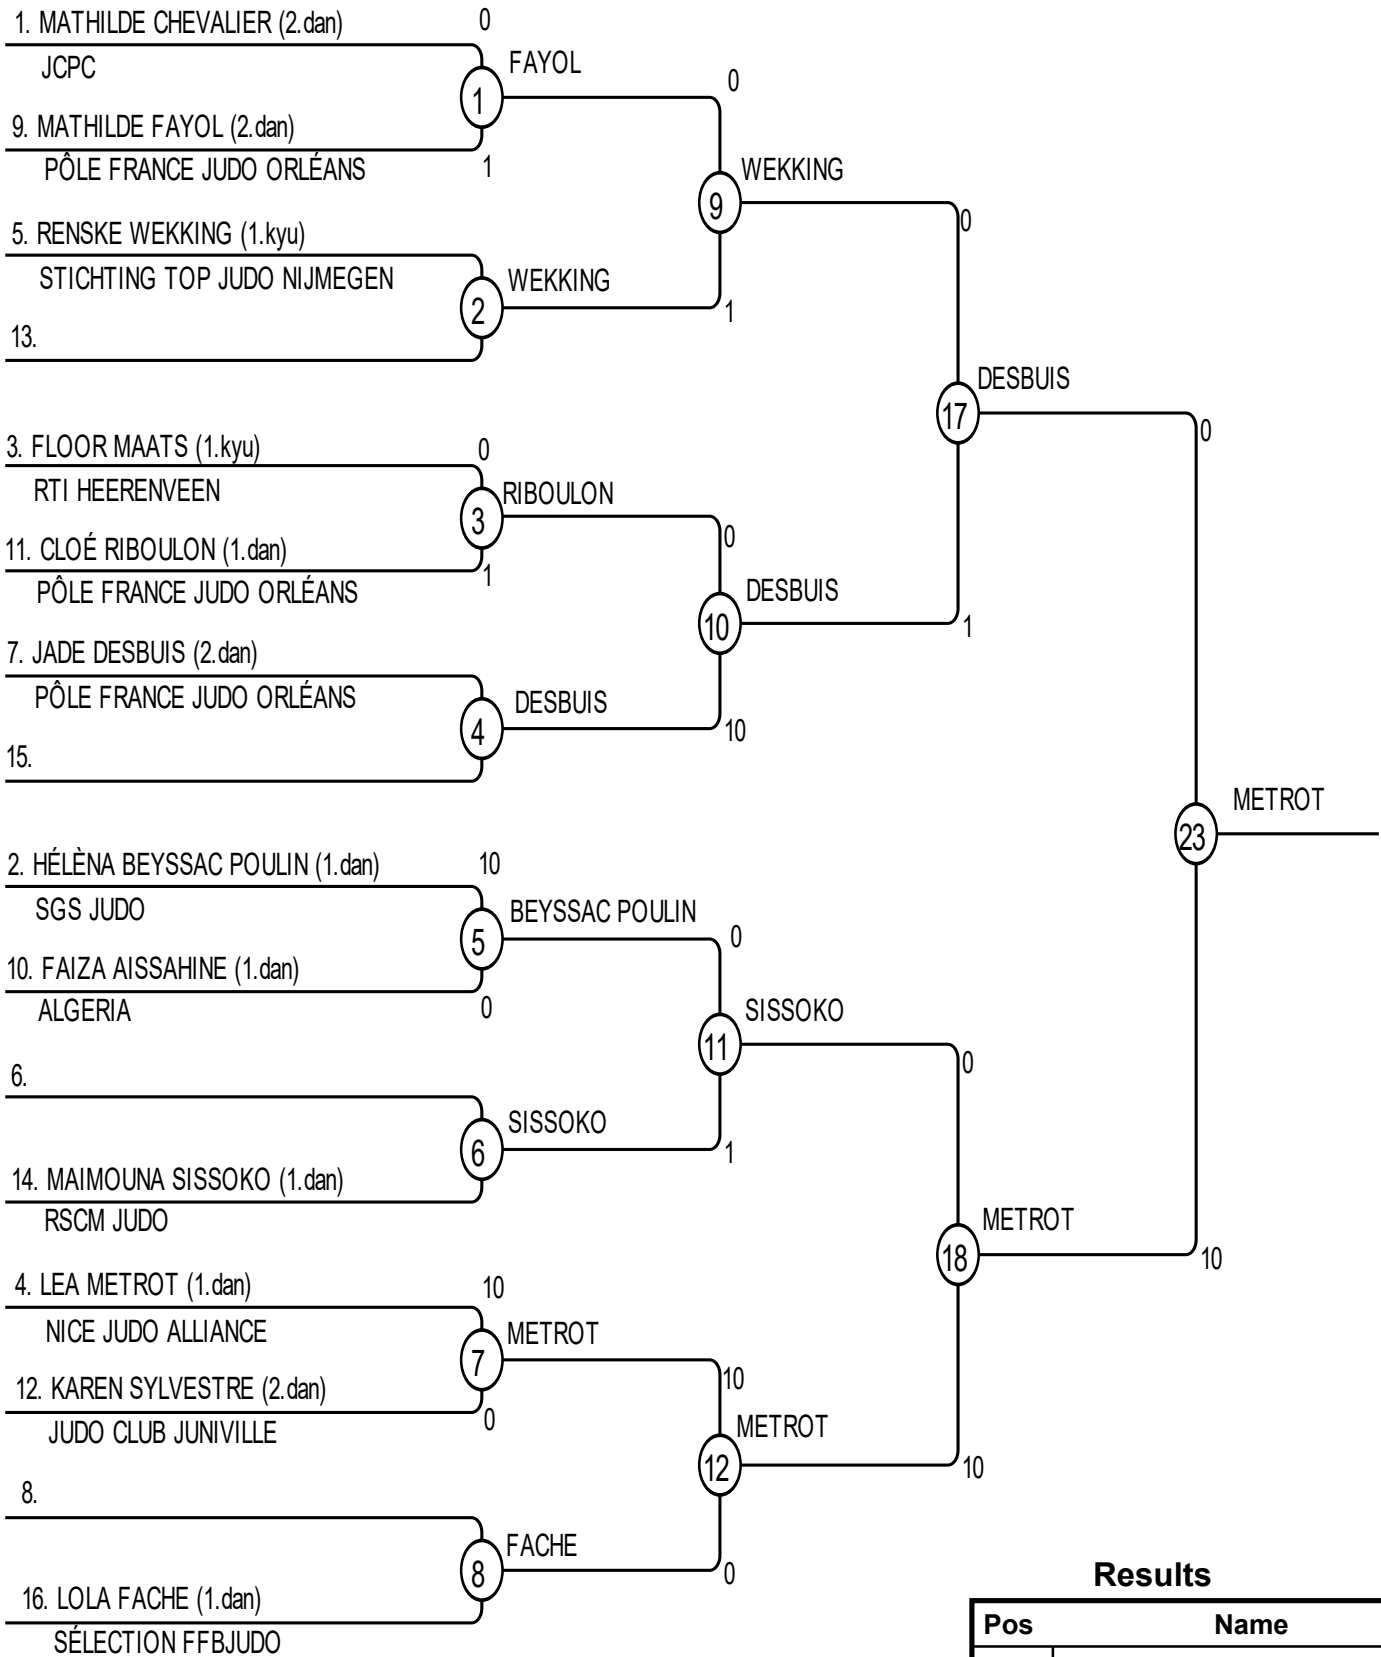 1. MATHILDE CHEVALIER (2.dan)
0
JCPC
1
FAYOL
0
9. MATHILDE FAYOL (2.dan)
PÔLE FRANCE JUDO ORLÉANS
1
9
WEKKING
0
5. RENSKE WEKKING (1.kyu)
STICHTING TOP JUDO NIJMEGEN
2
WEKKING
1
13.
17
DESBUIS
0
3. FLOOR MAATS (1.kyu)
0
RTI HEERENVEEN
3
RIBOULON
0
11. CLOÉ RIBOULON (1.dan)
1
PÔLE FRANCE JUDO ORLÉANS
10
DESBUIS
1
7. JADE DESBUIS (2.dan)
PÔLE FRANCE JUDO ORLÉANS
4
DESBUIS
10
15.
23
METROT
2. HÉLÈNA BEYSSAC POULIN (1.dan)
10
SGS JUDO
5
BEYSSAC POULIN
0
10. FAIZA AISSAHINE (1.dan)
ALGERIA
0
11
SISSOKO
0
6.
6
SISSOKO
1
14. MAIMOUNA SISSOKO (1.dan)
RSCM JUDO
18
METROT
10
4. LEA METROT (1.dan)
10
NICE JUDO ALLIANCE
7
METROT
10
12. KAREN SYLVESTRE (2.dan)
0
JUDO CLUB JUNIVILLE
12
METROT
10
8.
8
FACHE
0
16. LOLA FACHE (1.dan)
SÉLECTION FFBJUDO
Results
Pos Name